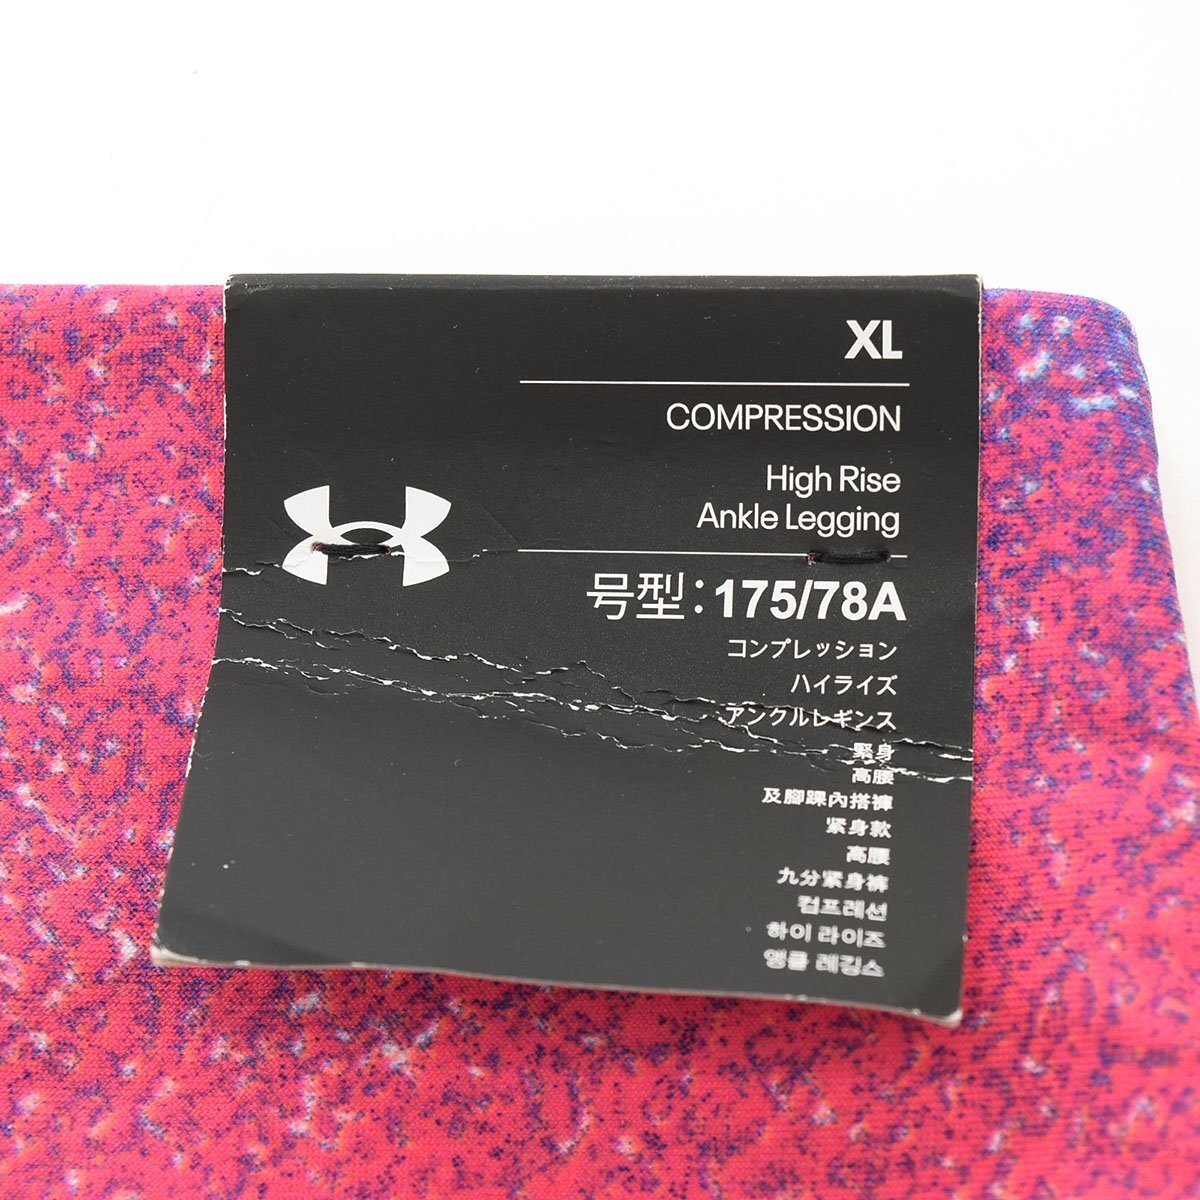 XL
COMPRESSION
High Rise
Ankle Legging
号型：175/78A
コンプレッション
ハイライズ
アンクルレギンス
緊身
高腰
及腳踝內搭褲
紧身款
高腰
九分紧身裤
컴프레션
하이 라이즈
앵클 레깅스